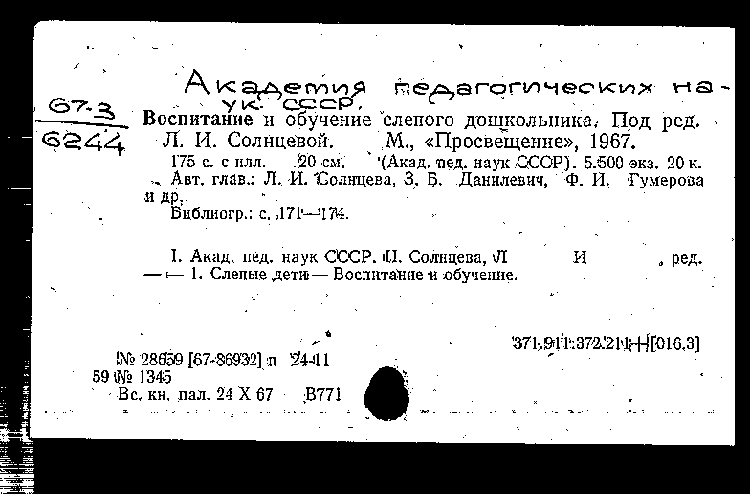 Академия педагогических на-
ук СССР.
67-3
6244
Воспитание и обучение слепого дошкольника. Под ред.
Л. И. Солнцевой. М., «Просвещение», 1967.
175 с. с илл. 20 см. (Акад. пед. наук СССР). 5.500 экз. 20 к.
Авт. глав.: Л. И. Солнцева, З. Б. Данилевич, Ф. И. Гумерова
и др.
Библиогр.: с. 171—174.
I. Акад. пед. наук СССР. II. Солнцева, Л И , ред.
— — 1. Слепые дети — Воспитание и обучение.
371.911.372.211+[016.3]
№ 28659 [67-86932] п 24-11
59 № 1345
Вс. кн. пал. 24 X 67 В771